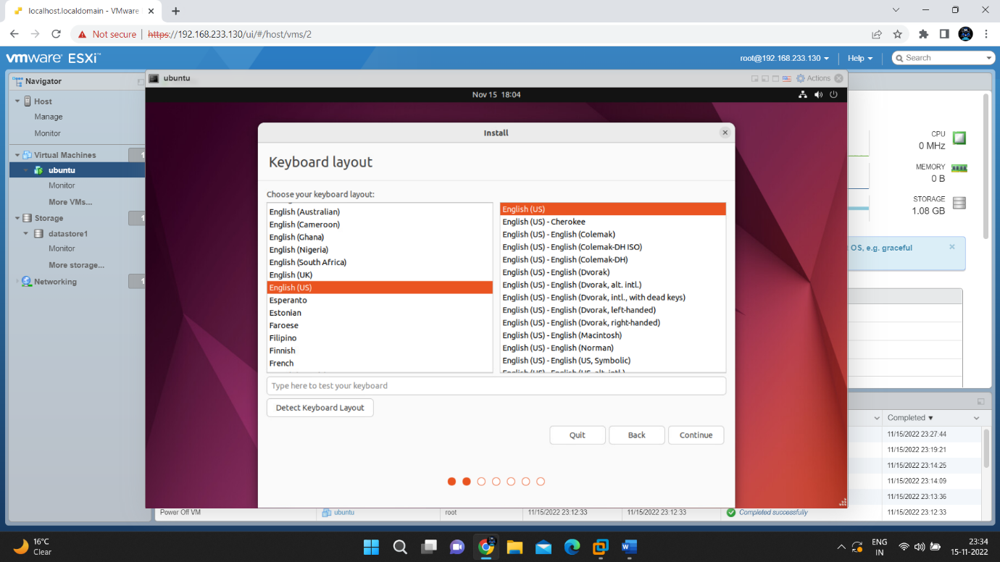 localhost.localdomain - VMware
Not secure | https://192.168.233.130/ui/#/host/vms/2
vmware ESXi™
root@192.168.233.130
Help
Search
Navigator
Host
Manage
Monitor
Virtual Machines
1
ubuntu
Monitor
More VMs...
Storage
1
datastore1
Monitor
More storage...
Networking
1
ubuntu
Actions
Nov 15 18:04
Install
Keyboard layout
Choose your keyboard layout:
English (Australian)
English (Cameroon)
English (Ghana)
English (Nigeria)
English (South Africa)
English (UK)
English (US)
Esperanto
Estonian
Faroese
Filipino
Finnish
French
English (US)
English (US) - Cherokee
English (US) - English (Colemak)
English (US) - English (Colemak-DH ISO)
English (US) - English (Colemak-DH)
English (US) - English (Dvorak)
English (US) - English (Dvorak, alt. intl.)
English (US) - English (Dvorak, intl., with dead keys)
English (US) - English (Dvorak, left-handed)
English (US) - English (Dvorak, right-handed)
English (US) - English (Macintosh)
English (US) - English (Norman)
English (US) - English (US, Symbolic)
English (US) - English (US, alt. intl.)
Type here to test your keyboard
Detect Keyboard Layout
Quit
Back
Continue
CPU
0 MHz
MEMORY
0 B
STORAGE
1.08 GB
OS, e.g. graceful
Completed ▼
11/15/2022 23:27:44
11/15/2022 23:19:21
11/15/2022 23:14:25
11/15/2022 23:14:09
11/15/2022 23:13:36
Power Off VM
ubuntu
root
11/15/2022 23:12:33
11/15/2022 23:12:33
Completed successfully
11/15/2022 23:12:33
16°C
Clear
ENG
IN
23:34
15-11-2022